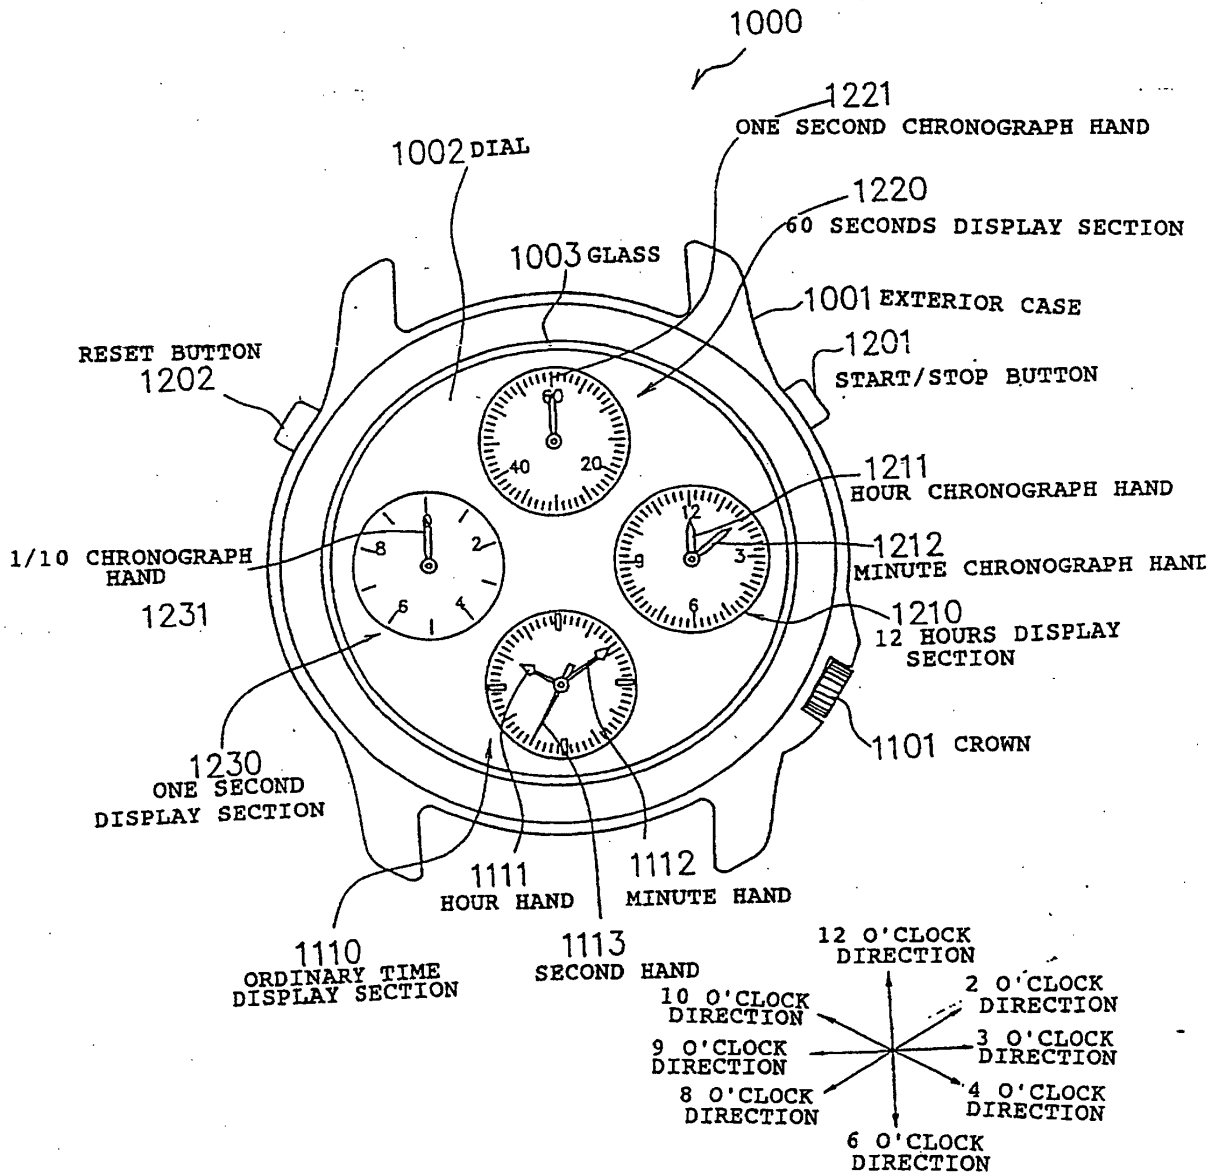 1000
1221
ONE SECOND CHRONOGRAPH HAND
1002 DIAL
1220
60 SECONDS DISPLAY SECTION
1003 GLASS
1001 EXTERIOR CASE
RESET BUTTON
1202
1201
START/STOP BUTTON
60
40
20
1211
HOUR CHRONOGRAPH HAND
12
3
6
9
0
2
4
6
8
1/10 CHRONOGRAPH
HAND
1231
1212
MINUTE CHRONOGRAPH HAND
1210
12 HOURS DISPLAY
SECTION
1230
ONE SECOND
DISPLAY SECTION
1101 CROWN
1111
HOUR HAND
1112
MINUTE HAND
1110
ORDINARY TIME
DISPLAY SECTION
1113
SECOND HAND
12 O'CLOCK
DIRECTION
10 O'CLOCK
DIRECTION
2 O'CLOCK
DIRECTION
9 O'CLOCK
DIRECTION
3 O'CLOCK
DIRECTION
8 O'CLOCK
DIRECTION
4 O'CLOCK
DIRECTION
6 O'CLOCK
DIRECTION